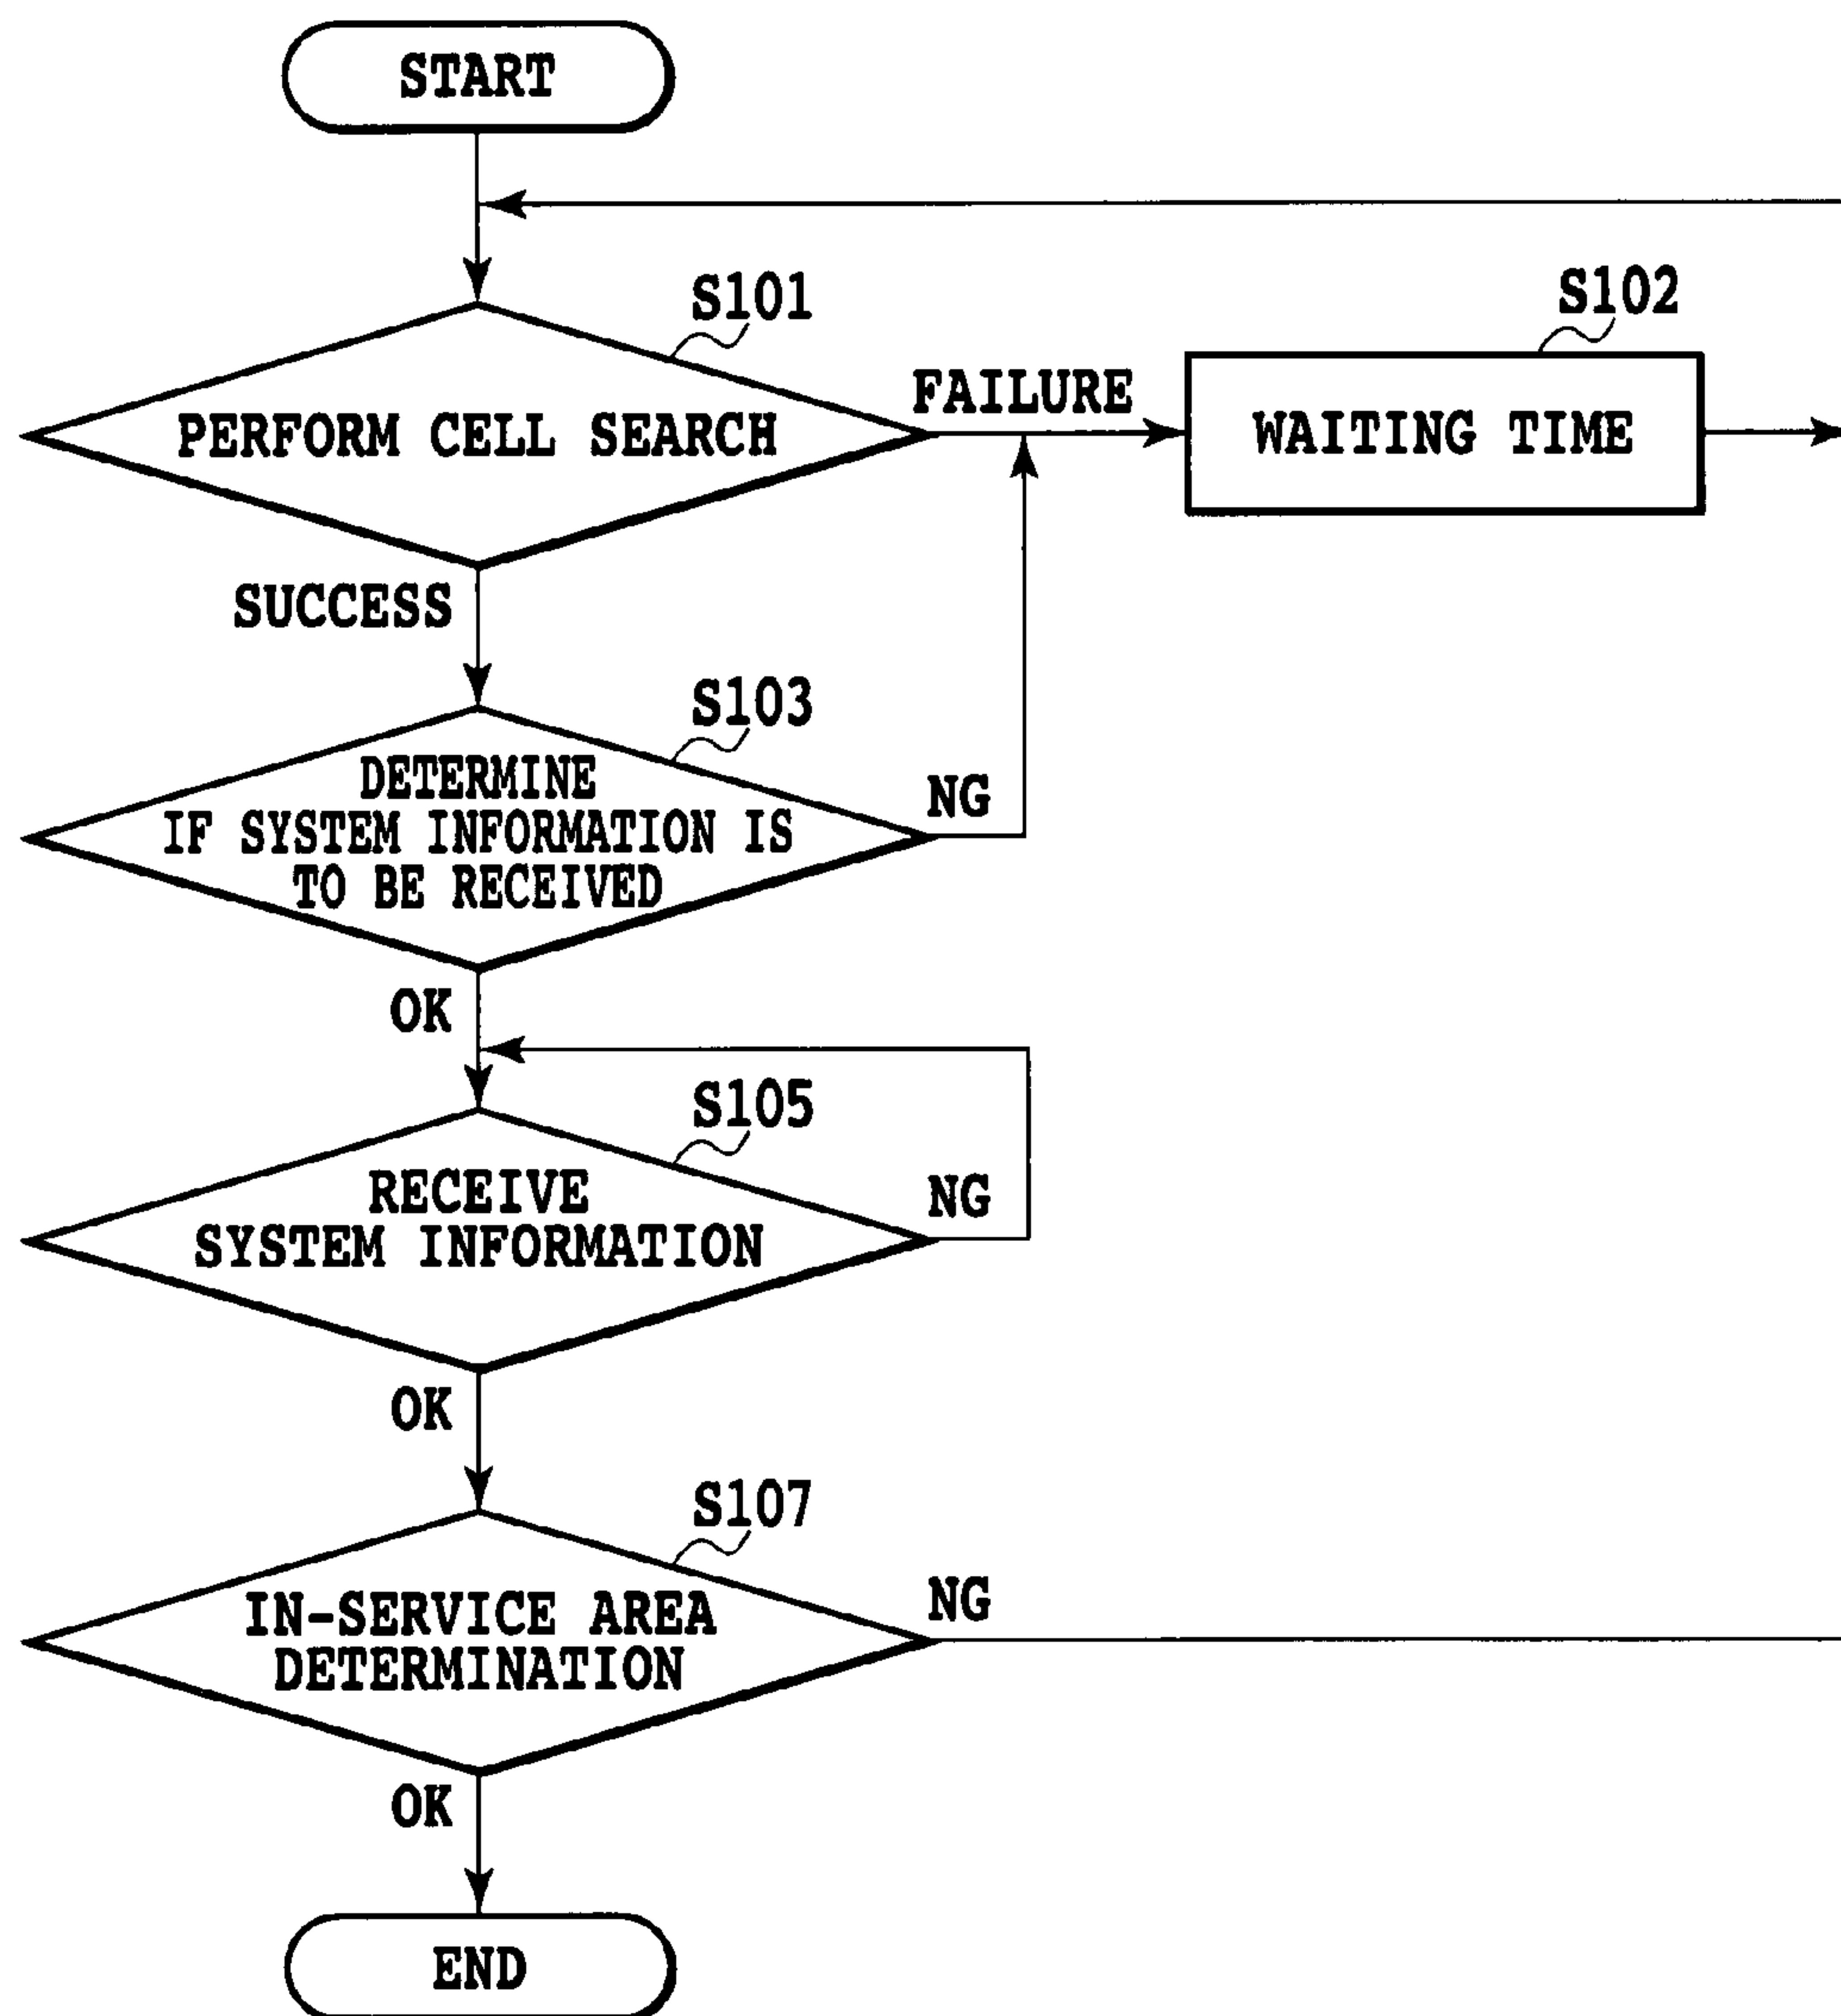 START
S101
S102
PERFORM CELL SEARCH
FAILURE
WAITING TIME
SUCCESS
S103
DETERMINE
IF SYSTEM INFORMATION IS
TO BE RECEIVED
NG
OK
S105
RECEIVE
SYSTEM INFORMATION
NG
OK
S107
IN-SERVICE AREA
DETERMINATION
NG
OK
END